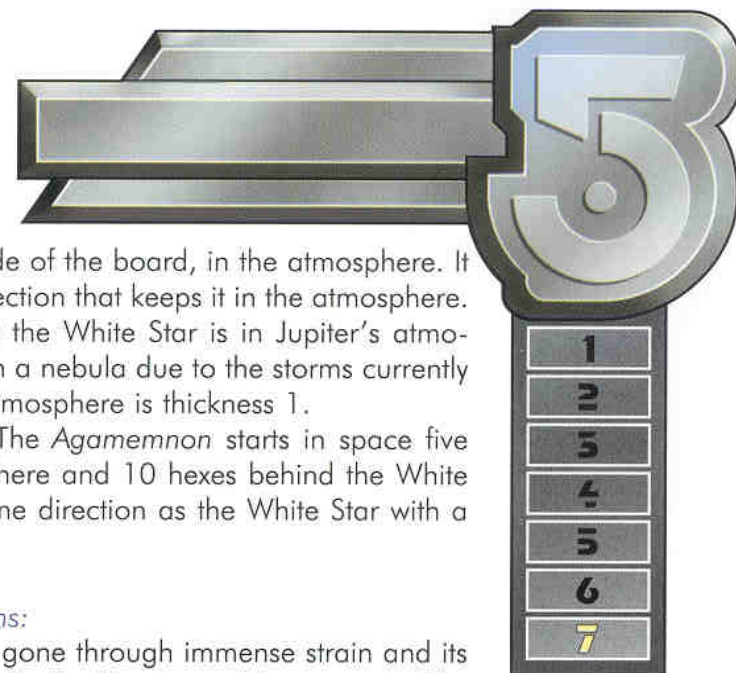 5
de of the board, in the atmosphere. It
ection that keeps it in the atmosphere.
the White Star is in Jupiter's atmo-
n a nebula due to the storms currently
mosphere is thickness 1.
The Agamemnon starts in space five
here and 10 hexes behind the White
ne direction as the White Star with a
ns:
gone through immense strain and its
1
2
3
4
5
6
7